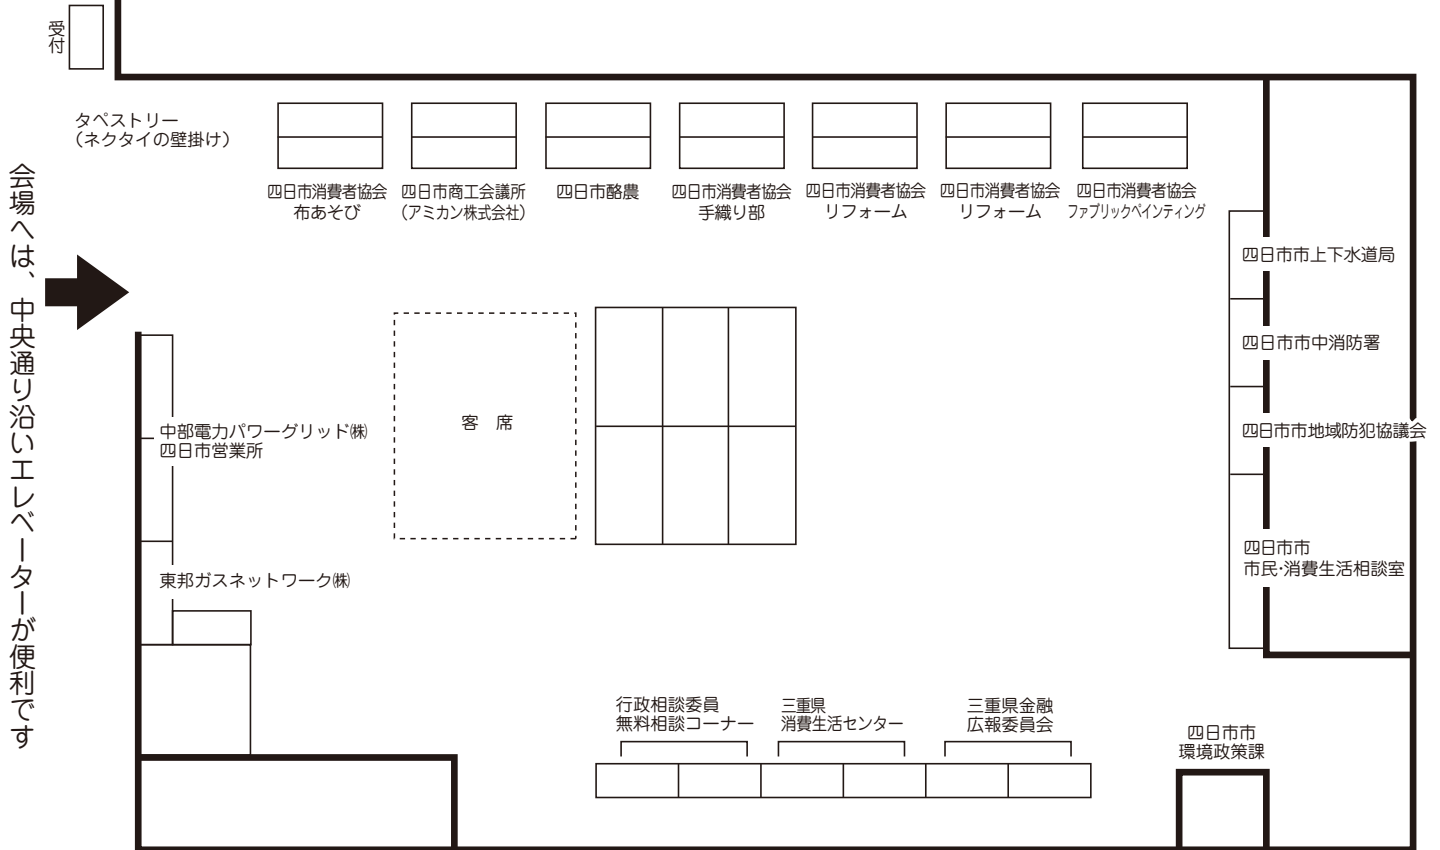 受付
タペストリー
（ネクタイの壁掛け）
会場へは、中央通り沿いエレベーターが便利です
四日市消費者協会
布あそび
四日市商工会議所
（アミカン株式会社）
四日市酪農
四日市消費者協会
手織り部
四日市消費者協会
リフォーム
四日市消費者協会
リフォーム
四日市消費者協会
ファブリックペインティング
四日市市上下水道局
四日市市中消防署
四日市市地域防犯協議会
四日市市
市民・消費生活相談室
客 席
中部電力パワーグリッド㈱
四日市営業所
東邦ガスネットワーク㈱
行政相談委員
無料相談コーナー
三重県
消費生活センター
三重県金融
広報委員会
四日市市
環境政策課